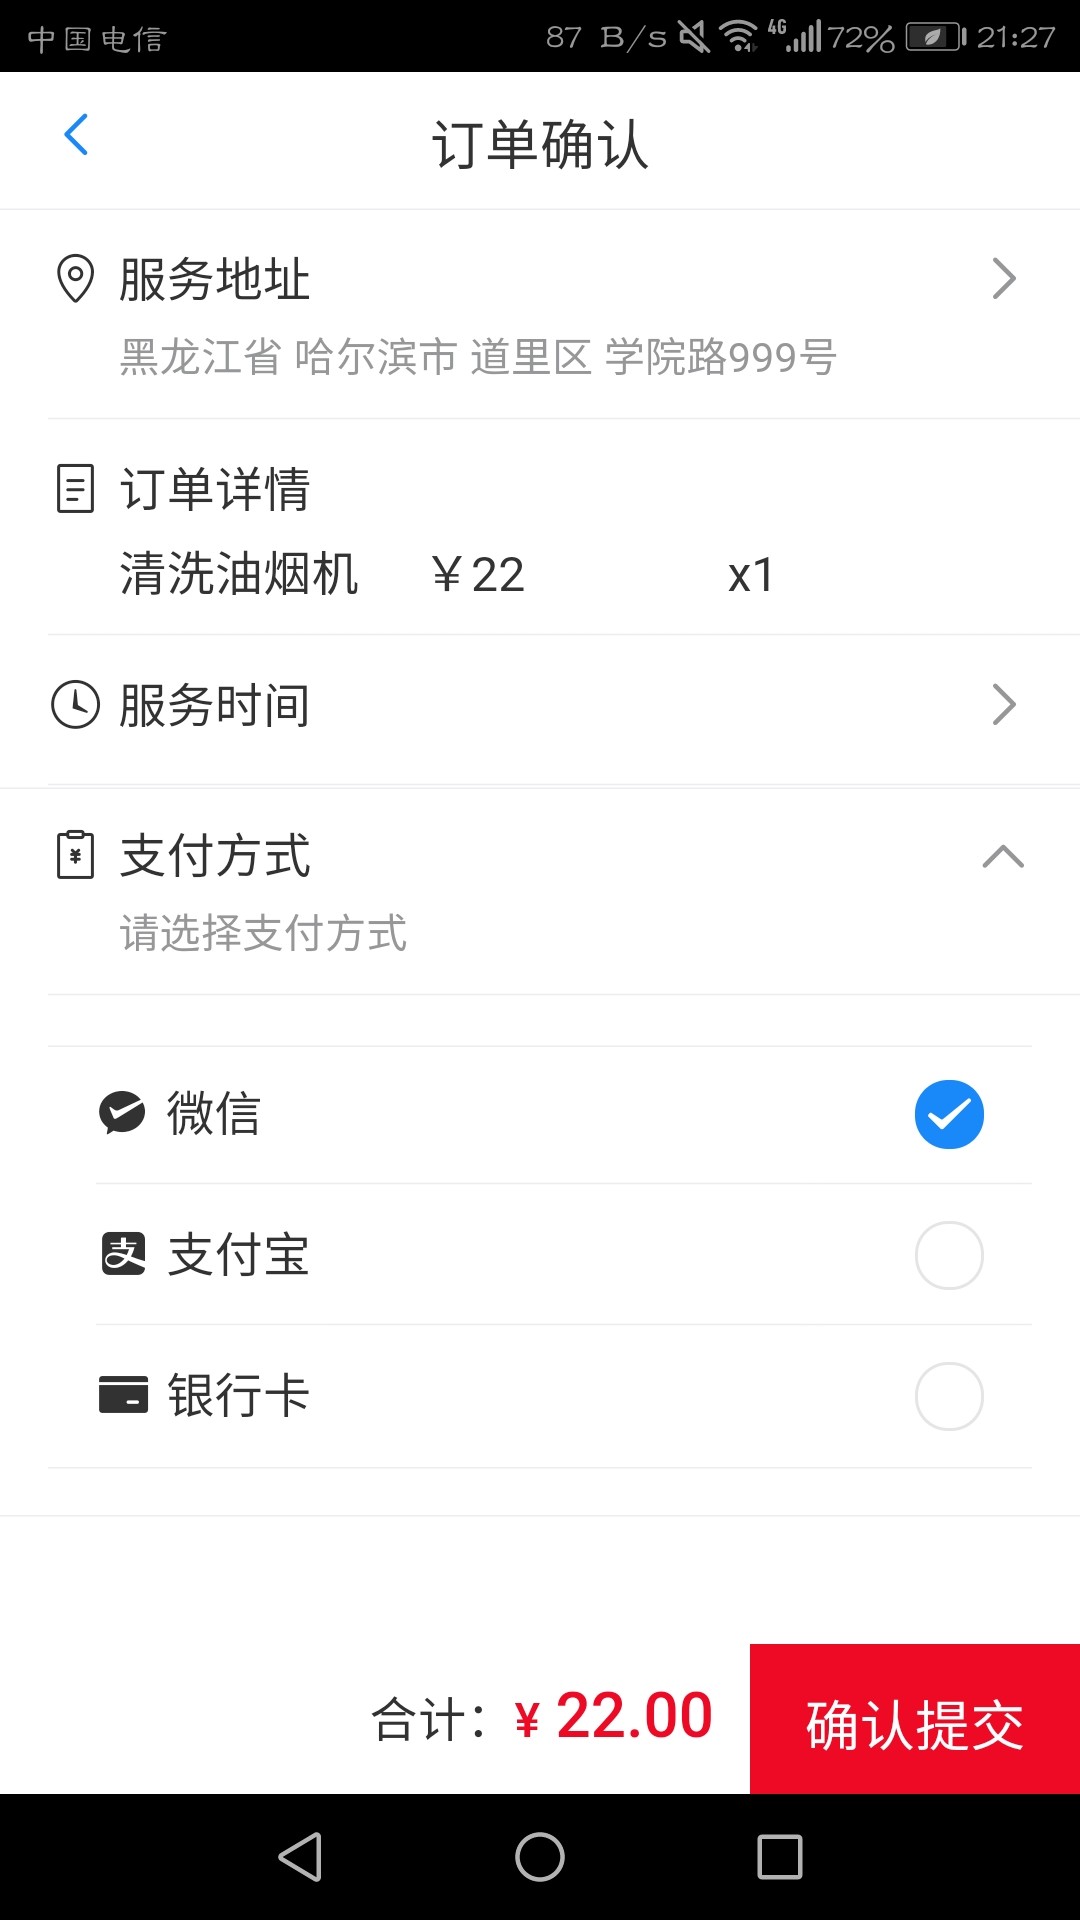 中国电信 87 B/s 4G 72% 21:27
订单确认
服务地址
黑龙江省 哈尔滨市 道里区 学院路999号
订单详情
清洗油烟机 ￥22 x1
服务时间
支付方式
请选择支付方式
微信
支付宝
银行卡
合计：¥ 22.00
确认提交